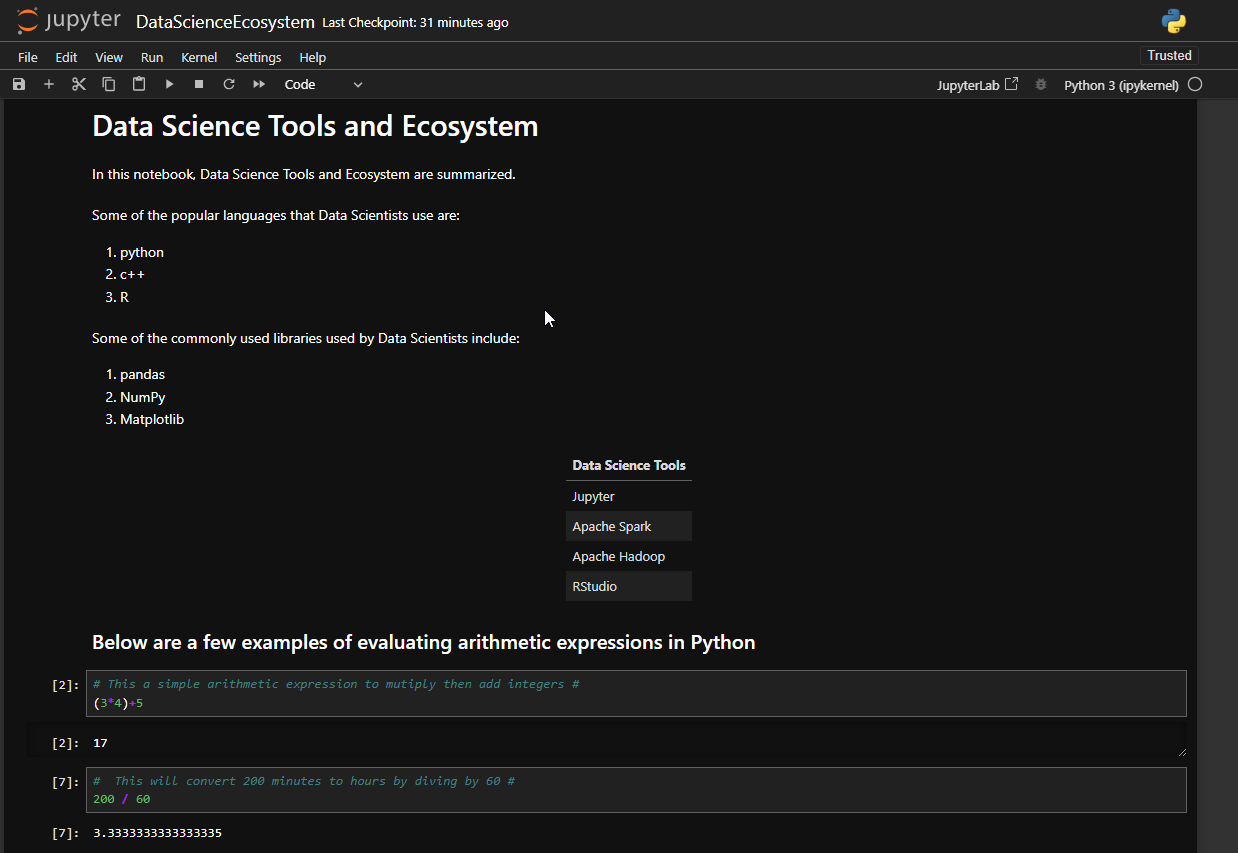 jupyter DataScienceEcosystem Last Checkpoint: 31 minutes ago
File Edit View Run Kernel Settings Help Trusted
Code JupyterLab Python 3 (ipykernel)
Data Science Tools and Ecosystem
In this notebook, Data Science Tools and Ecosystem are summarized.
Some of the popular languages that Data Scientists use are:
1. python
2. c++
3. R
Some of the commonly used libraries used by Data Scientists include:
1. pandas
2. NumPy
3. Matplotlib
Data Science Tools
Jupyter
Apache Spark
Apache Hadoop
RStudio
Below are a few examples of evaluating arithmetic expressions in Python
[2]: # This a simple arithmetic expression to mutiply then add integers #
(3*4)+5
[2]: 17
[7]: #  This will convert 200 minutes to hours by diving by 60 #
200 / 60
[7]: 3.3333333333333335